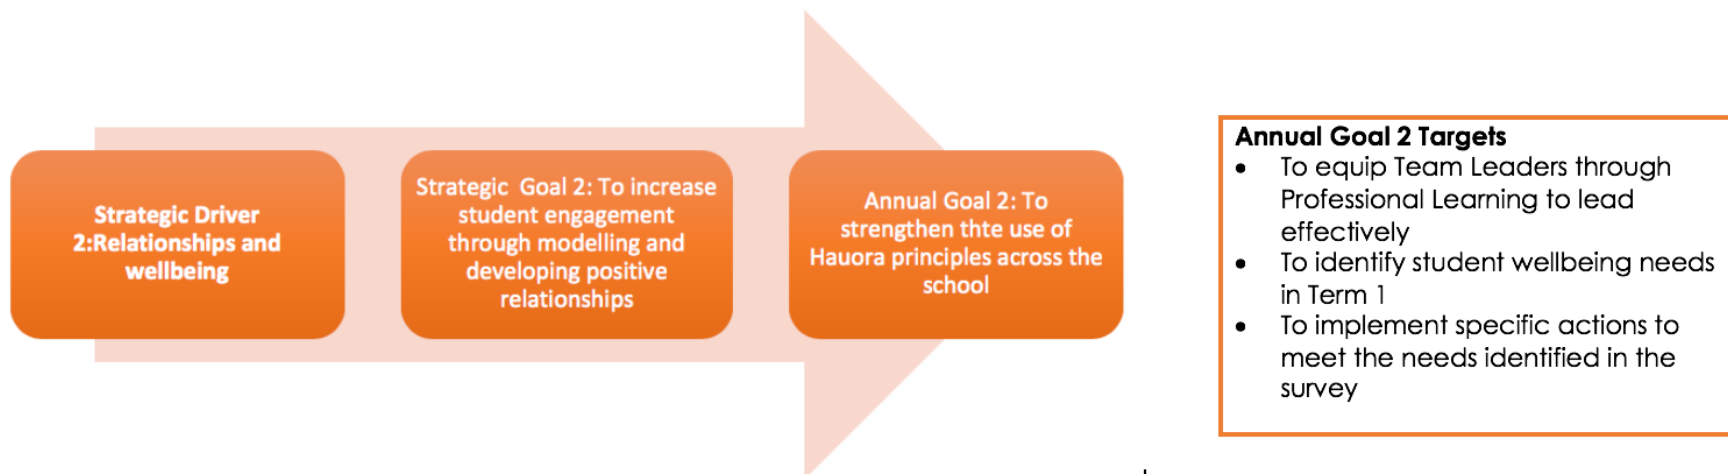 Strategic Driver
2:Relationships and
wellbeing
Strategic  Goal 2: To increase
student engagement
through modelling and
developing positive
relationships
Annual Goal 2: To
strengthen thte use of
Hauora principles across the
school
Annual Goal 2 Targets
• To equip Team Leaders through
Professional Learning to lead
effectively
• To identify student wellbeing needs
in Term 1
• To implement specific actions to
meet the needs identified in the
survey